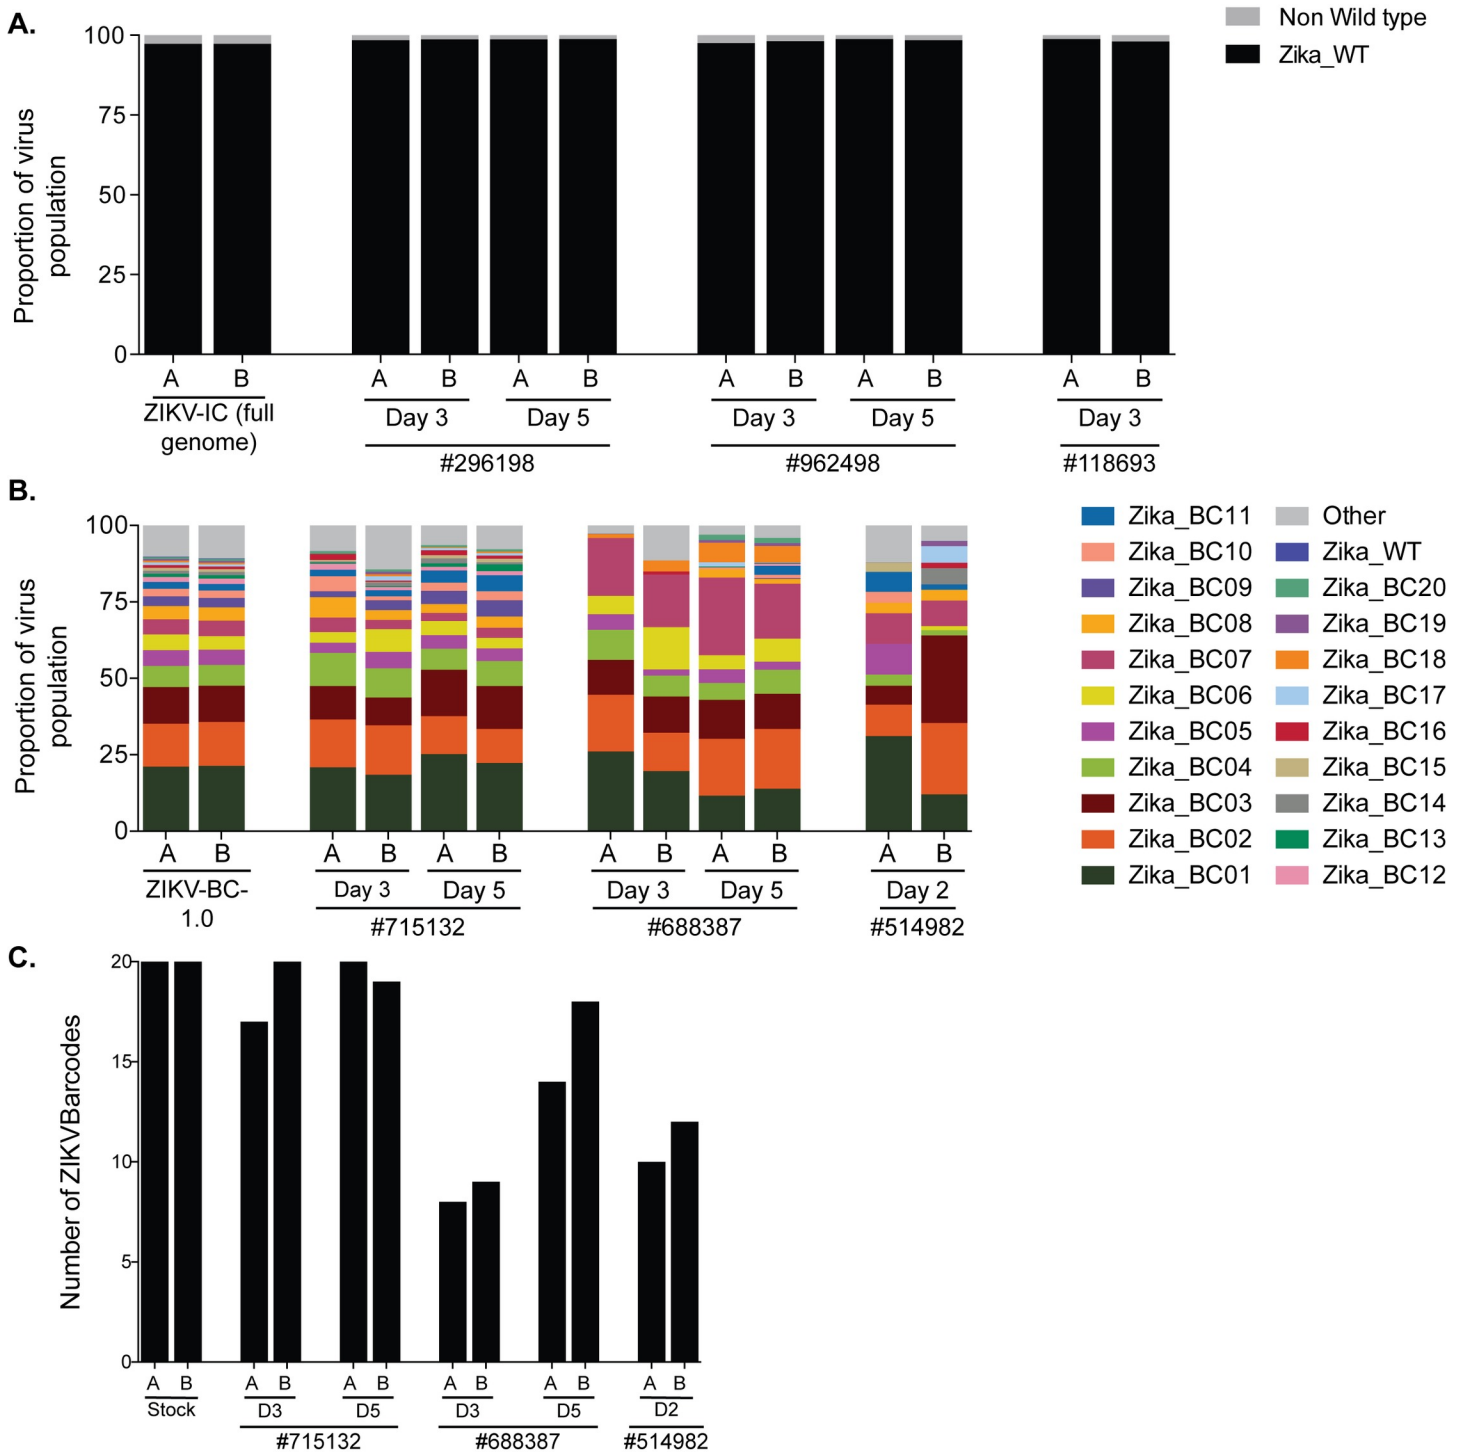 A.
Non Wild type
Zika_WT
Proportion of virus
population
100
75
50
25
0
A B A B A B A B A B A B
ZIKV-IC (full
genome)
Day 3 Day 5 Day 3 Day 5 Day 3
#296198 #962498 #118693
B.
Proportion of virus
population
100
75
50
25
0
Zika_BC11 Other
Zika_BC10 Zika_WT
Zika_BC09 Zika_BC20
Zika_BC08 Zika_BC19
Zika_BC07 Zika_BC18
Zika_BC06 Zika_BC17
Zika_BC05 Zika_BC16
Zika_BC04 Zika_BC15
Zika_BC03 Zika_BC14
Zika_BC02 Zika_BC13
Zika_BC01 Zika_BC12
A B A B A B A B A B A B
ZIKV-BC-
1.0
Day 3 Day 5 Day 3 Day 5 Day 2
#715132 #688387 #514982
C.
Number of ZIKVBarcodes
20
15
10
5
0
A B A B A B A B A B A B
Stock D3 D5 D3 D5 D2
#715132 #688387 #514982